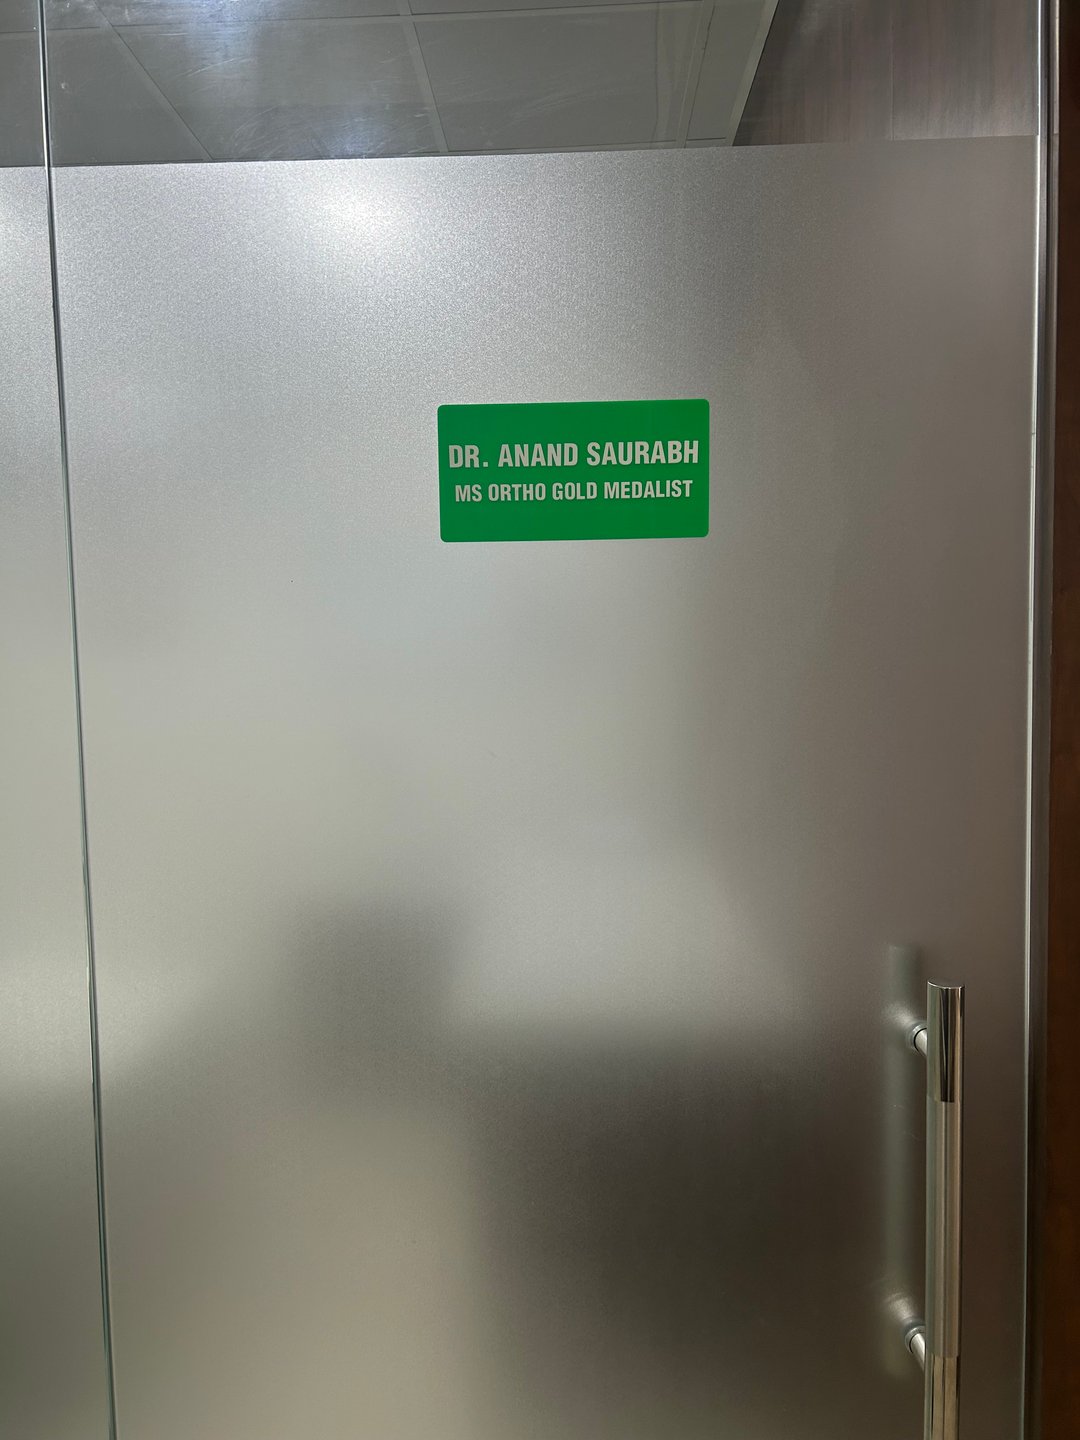 DR. ANAND SAURABH
MS ORTHO GOLD MEDALIST